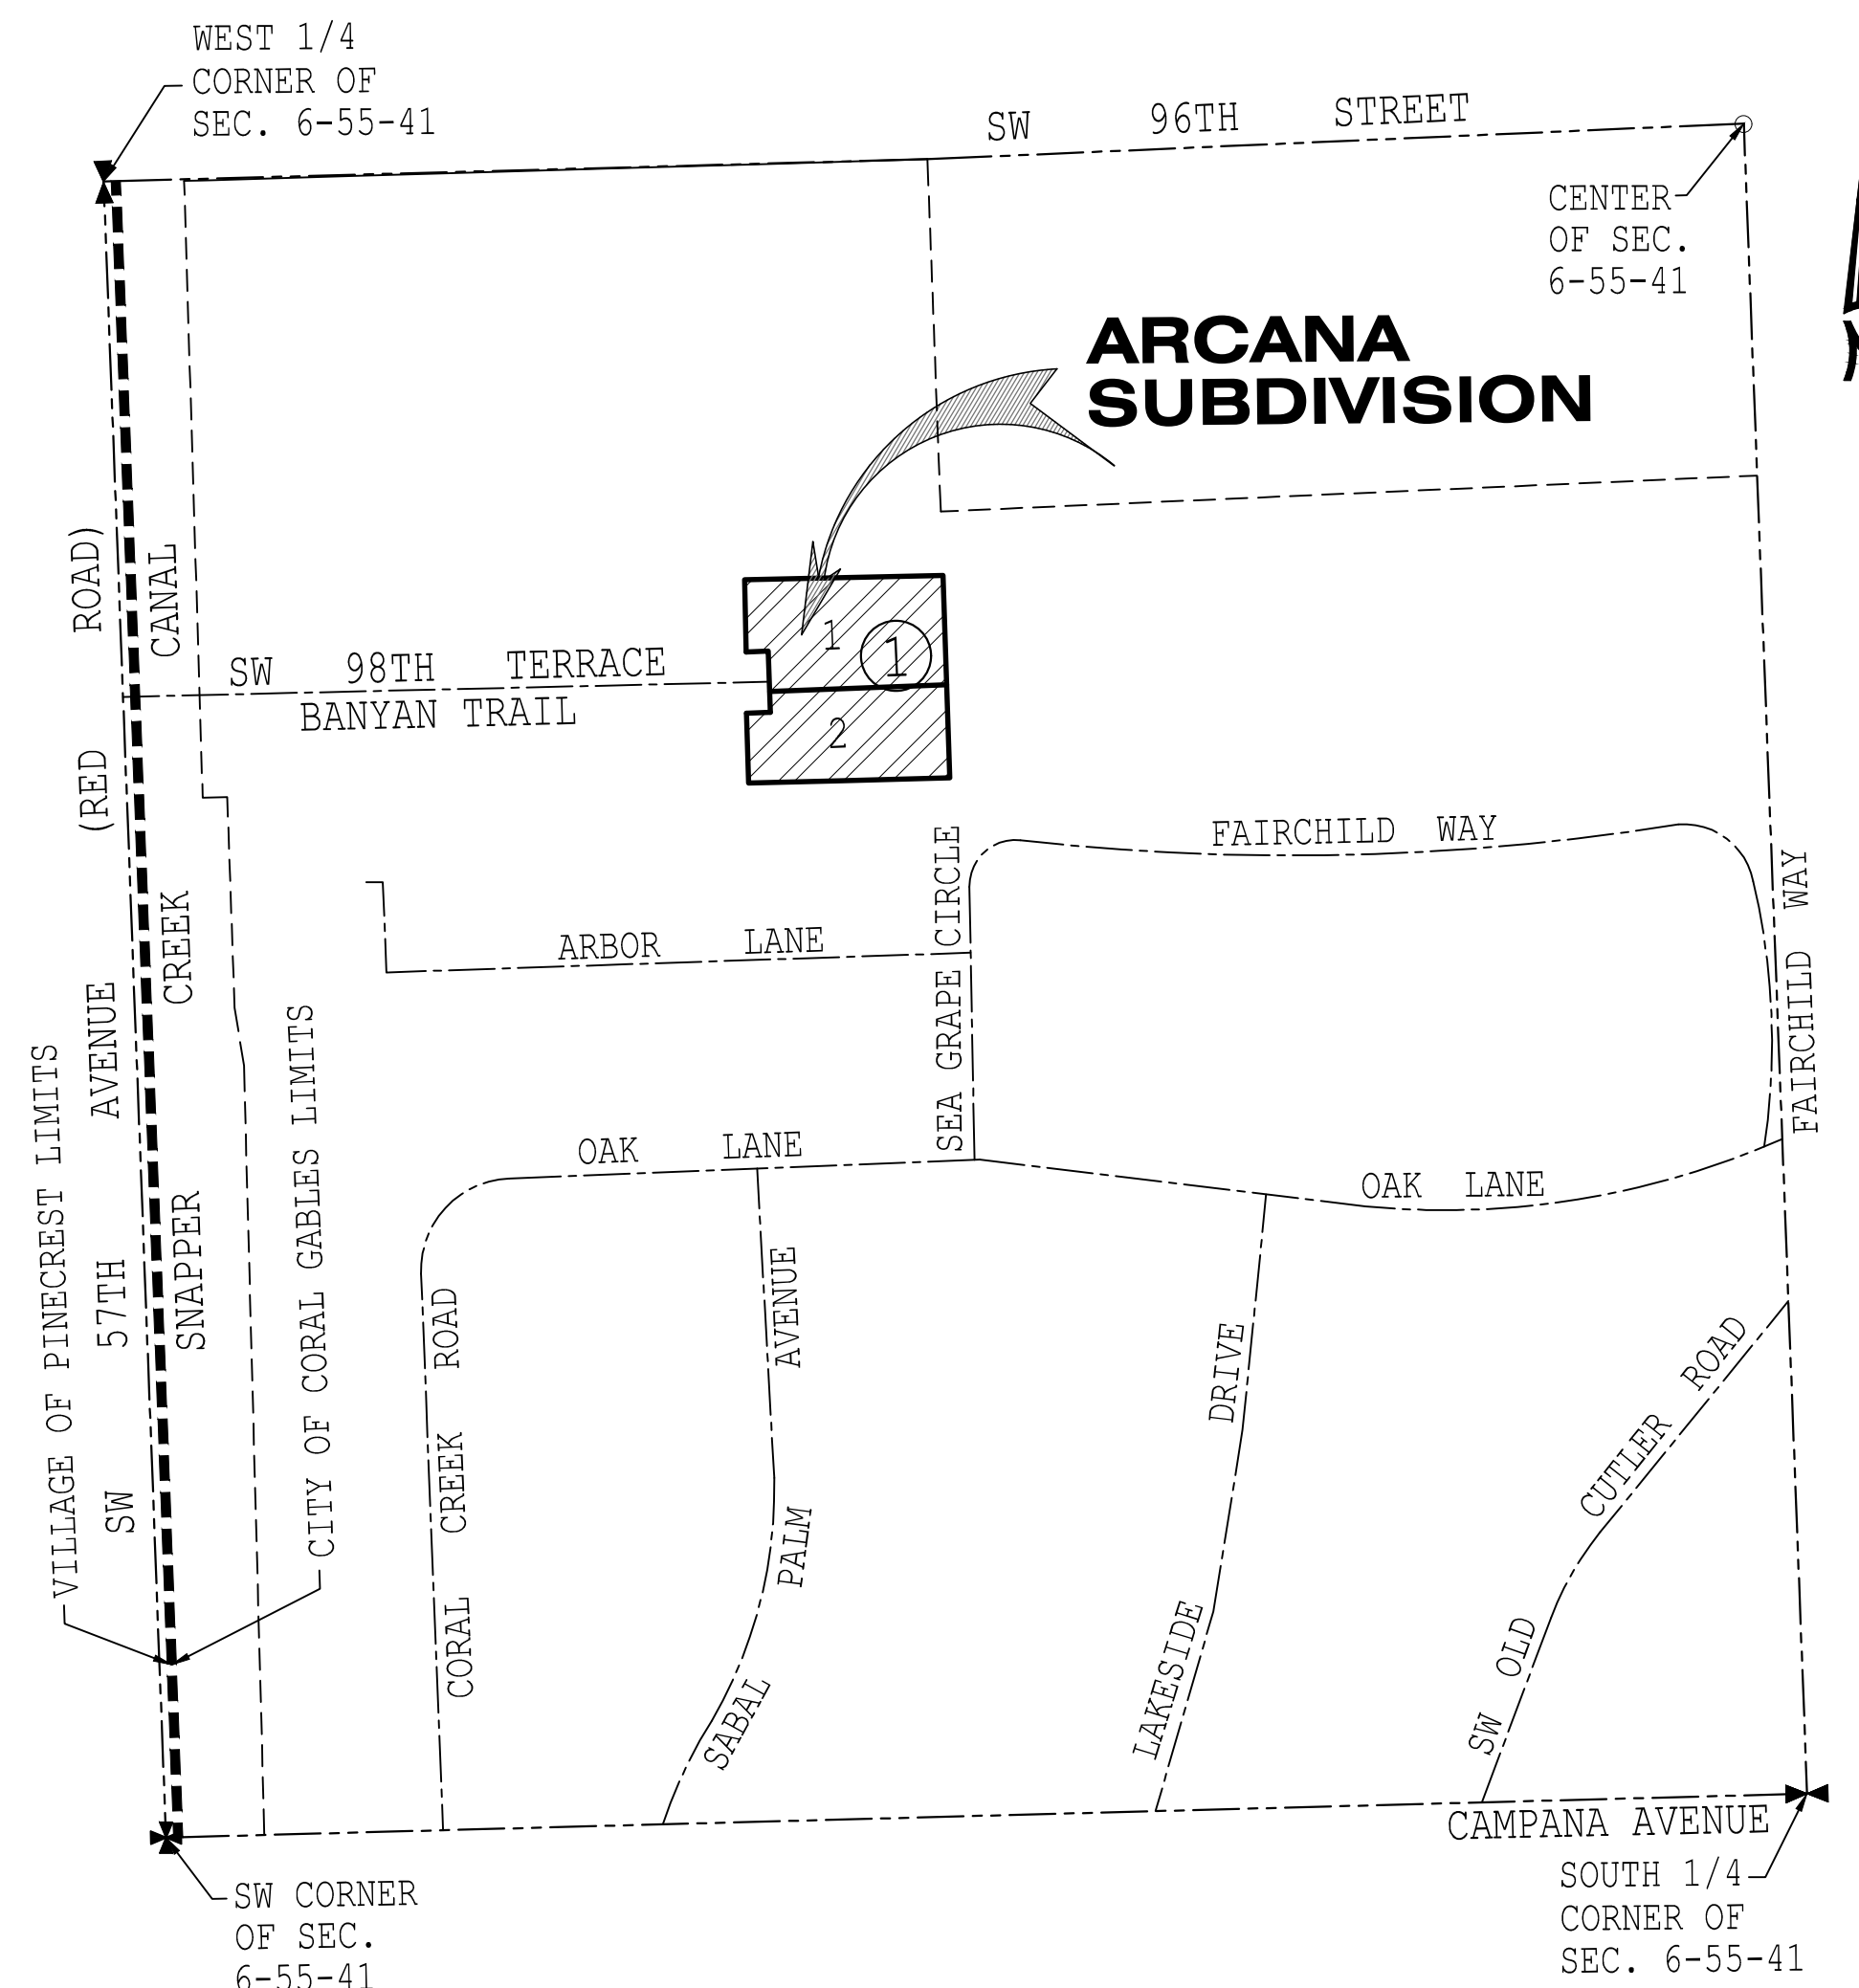 WEST 1/4
CORNER OF
SEC. 6-55-41
SW 96TH STREET
CENTER
OF SEC.
6-55-41
ARCANA
SUBDIVISION
1
1
2
SW 98TH TERRACE
BANYAN TRAIL
SW 57TH AVENUE (RED ROAD)
SNAPPER CREEK CANAL
VILLAGE OF PINECREST LIMITS
CITY OF CORAL GABLES LIMITS
FAIRCHILD WAY
FAIRCHILD WAY
SEA GRAPE CIRCLE
ARBOR LANE
OAK LANE
OAK LANE
CORAL CREEK ROAD
SABAL PALM AVENUE
LAKESIDE DRIVE
SW OLD CUTLER ROAD
CAMPANA AVENUE
SW CORNER
OF SEC.
6-55-41
SOUTH 1/4
CORNER OF
SEC. 6-55-41